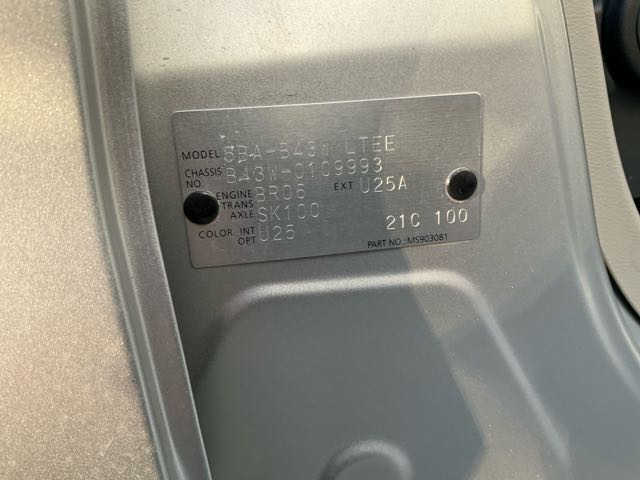 MODEL 5BA-B43W LTEE
CHASSIS NO. B43W-0109993
ENGINE BR06 EXT U25A
TRANS AXLE SK10C
COLOR. INT U25 21C 100
OPT PART NO. MS903081